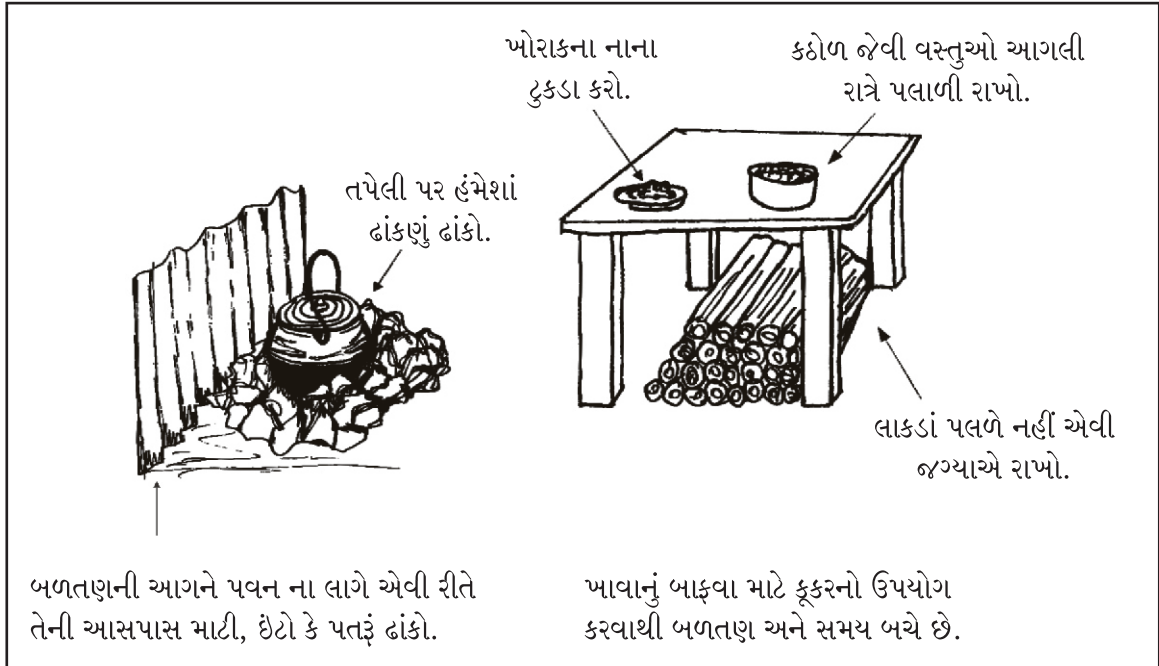 ખોરાકના નાના
ટુકડા કરો.
કઠોળ જેવી વસ્તુઓ આગલી
રાત્રે પલાળી રાખો.
તપેલી પર હંમેશાં
ઢાંકણું ઢાંકો.
લાકડાં પલળે નહીં એવી
જગ્યાએ રાખો.
બળતણની આગને પવન ના લાગે એવી રીતે
તેની આસપાસ માટી, ઇંટો કે પતરૂં ઢાંકો.
ખાવાનું બાફવા માટે કૂકરનો ઉપયોગ
કરવાથી બળતણ અને સમય બચે છે.